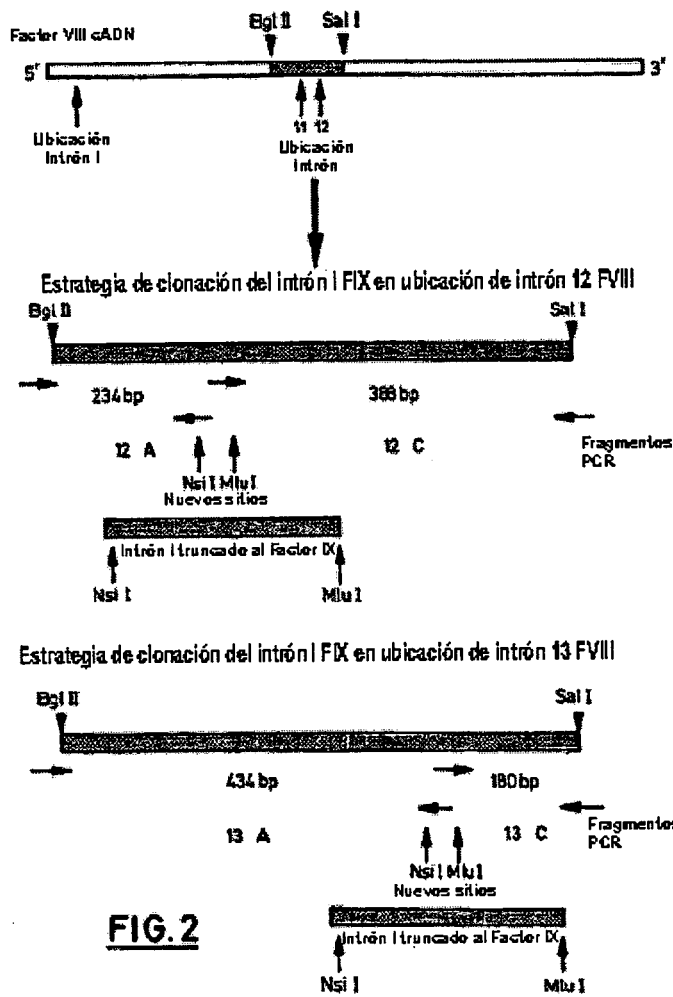 Bgl II Sal I
Factor VIII cADN
5' 3'
11 12
Ubicación
Intrón I
Ubicación
Intrón
Estrategia de clonación del intrón I FIX en ubicación de intrón 12 FVIII
Bgl II Sal I
234 bp 388 bp
12 A 12 C Fragmentos
PCR
Nsi I Mlu I
Nuevos sitios
Intrón I truncado al Factor IX
Nsi I Mlu I
Estrategia de clonación del intrón I FIX en ubicación de intrón 13 FVIII
Bgl II Sal I
434 bp 180 bp
13 A 13 C Fragmentos
PCR
Nsi I Mlu I
Nuevos sitios
FIG. 2
Intrón I truncado al Factor IX
Nsi I Mlu I